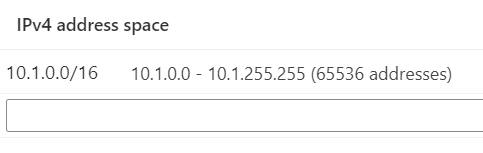 IPv4 address space
10.1.0.0/16 10.1.0.0 - 10.1.255.255 (65536 addresses)